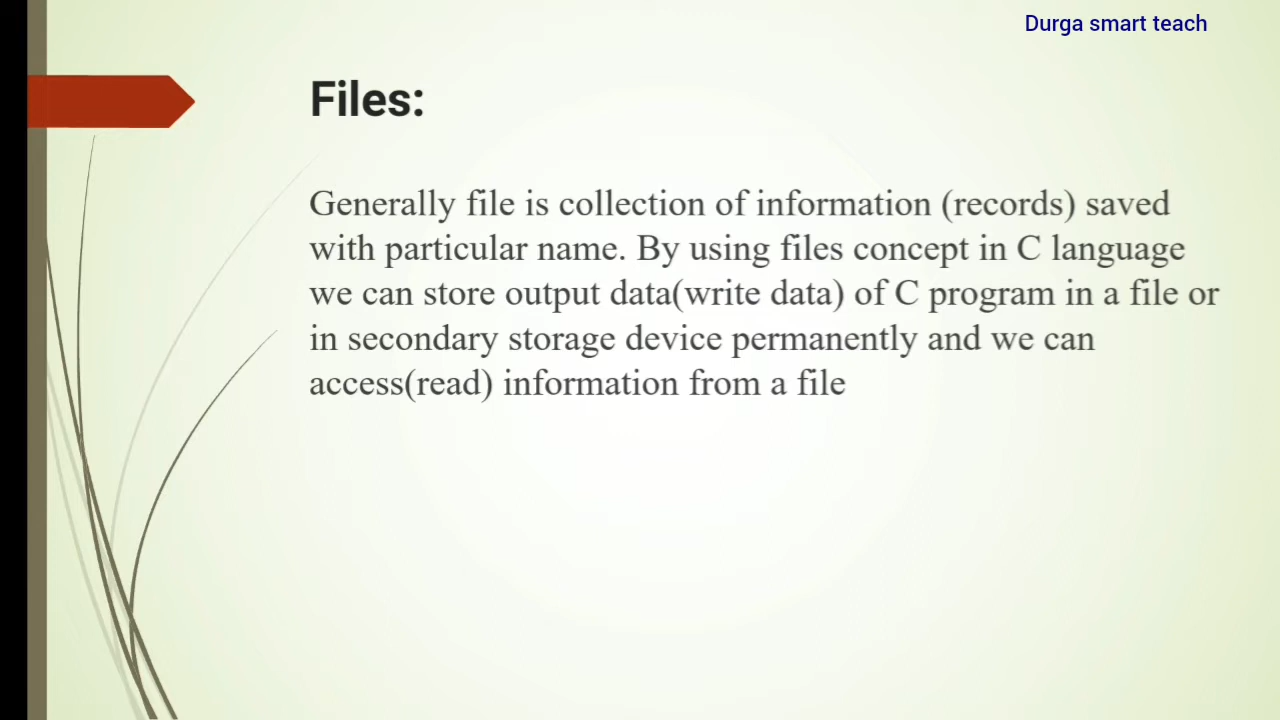 Durga smart teach
Files:
Generally file is collection of information (records) saved
with particular name. By using files concept in C language
we can store output data(write data) of C program in a file or
in secondary storage device permanently and we can
access(read) information from a file